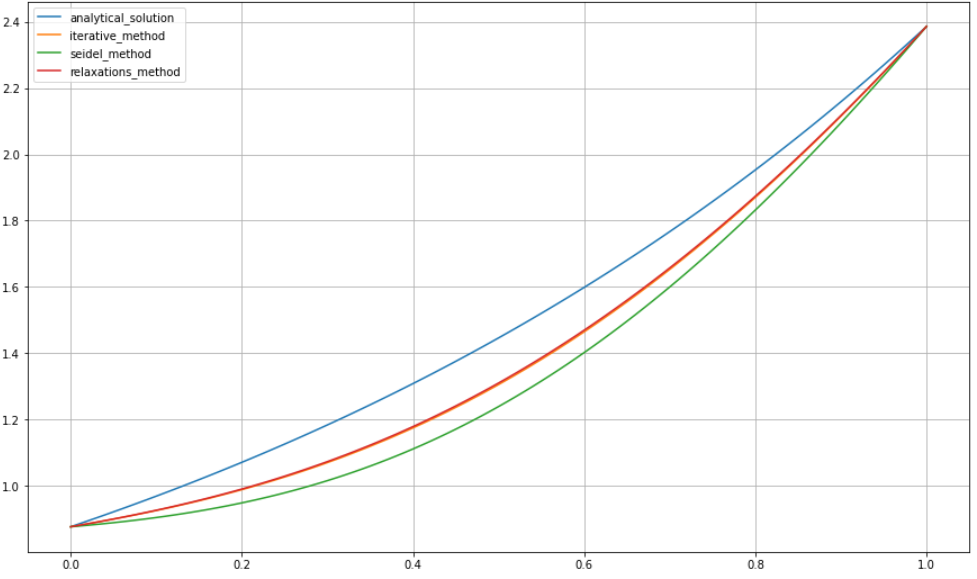 analytical_solution
iterative_method
seidel_method
relaxations_method
2.4
2.2
2.0
1.8
1.6
1.4
1.2
1.0
0.0 0.2 0.4 0.6 0.8 1.0